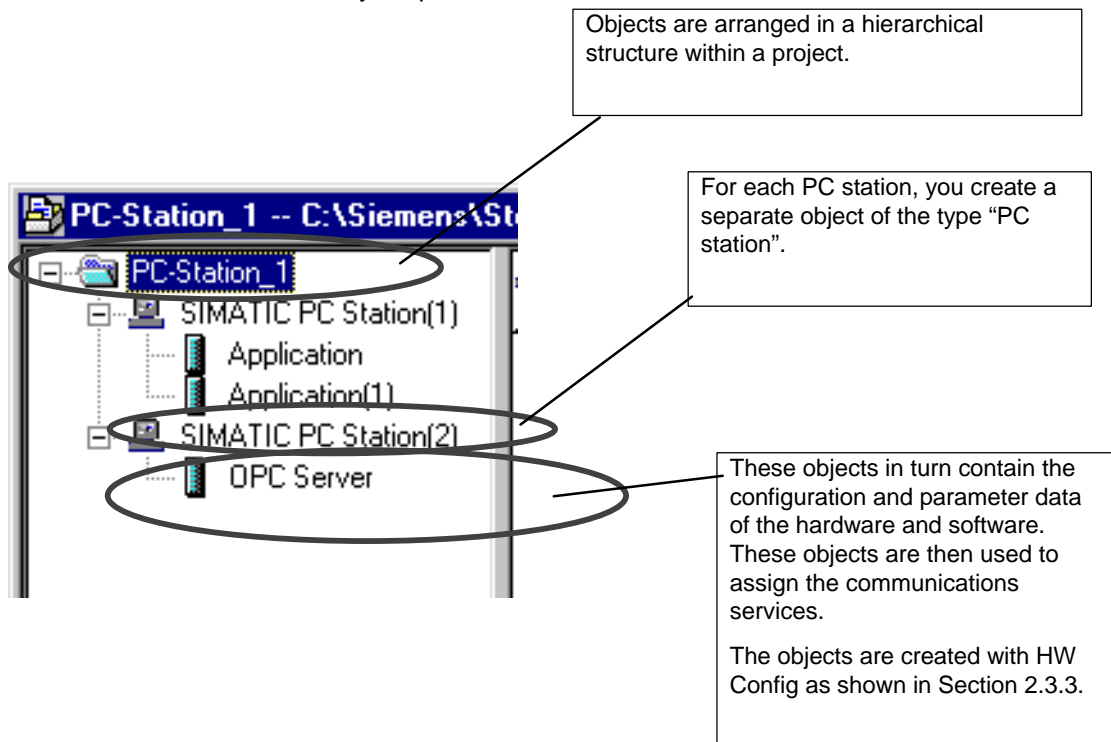 Objects are arranged in a hierarchical
structure within a project.
For each PC station, you create a
separate object of the type “PC
station”.
PC-Station_1 -- C:\Siemens\St
PC-Station_1
SIMATIC PC Station(1)
Application
Application(1)
SIMATIC PC Station(2)
OPC Server
These objects in turn contain the
configuration and parameter data
of the hardware and software.
These objects are then used to
assign the communications
services.
The objects are created with HW
Config as shown in Section 2.3.3.